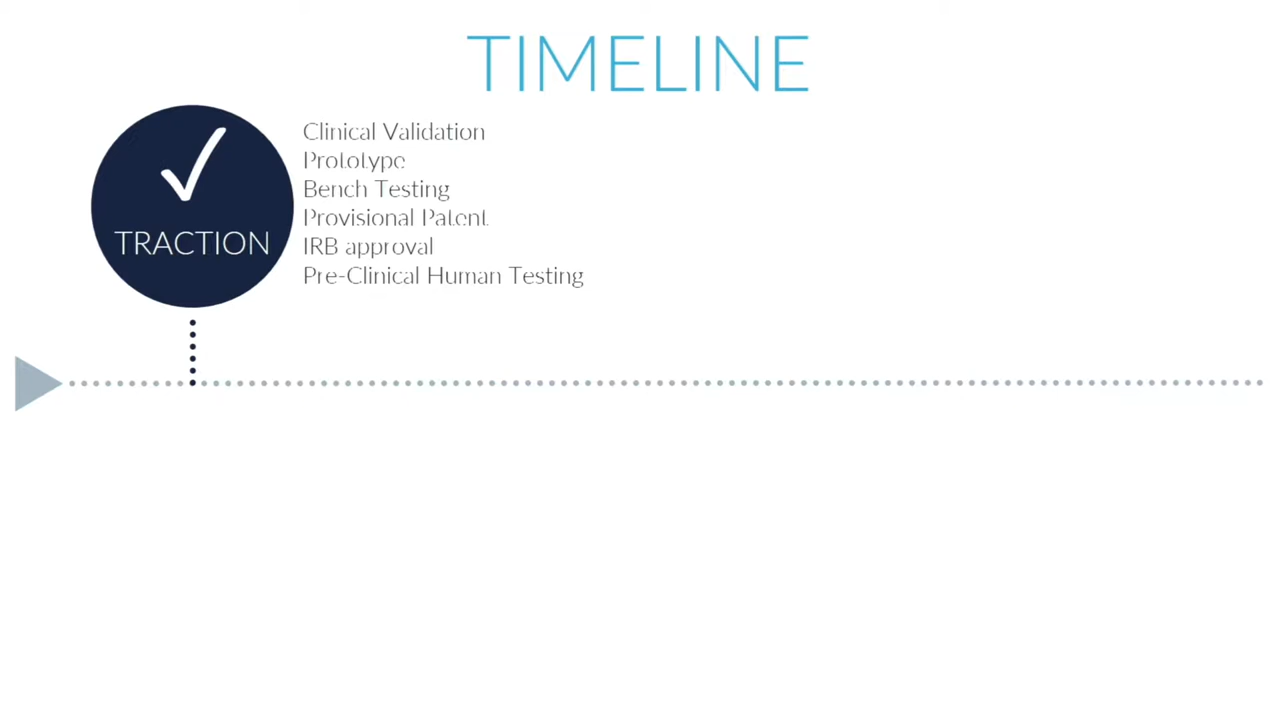 TIMELINE
TRACTION
Clinical Validation
Prototype
Bench Testing
Provisional Patent
IRB approval
Pre-Clinical Human Testing